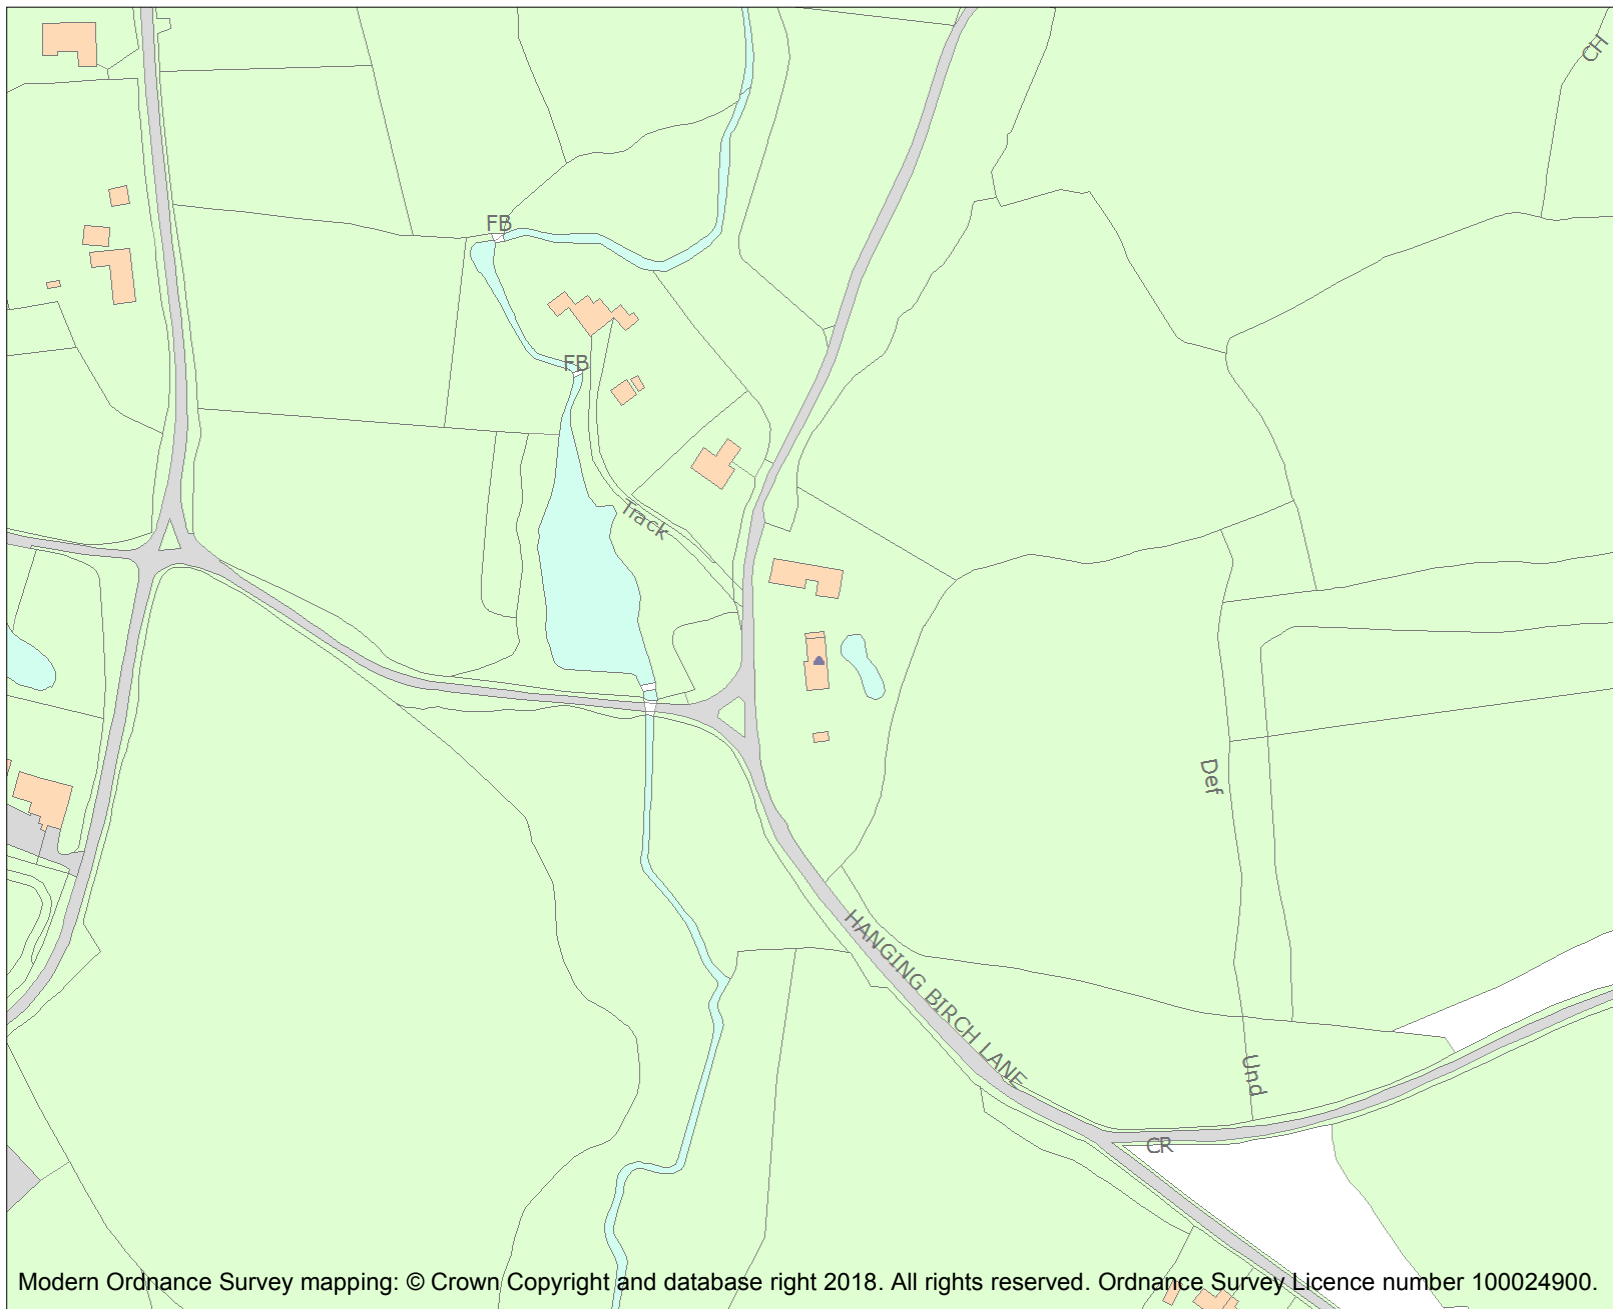 CH
FB
FB
Track
Def
HANGING BIRCH LANE
Und
CR
Modern Ordnance Survey mapping: © Crown Copyright and database right 2018. All rights reserved. Ordnance Survey Licence number 100024900.